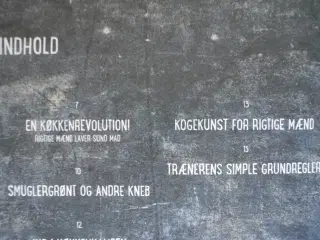 INDHOLD
7
EN KØKKENREVOLUTION!
RIGTIGE MÆND LAVER SUND MAD
10
SMUGLERGRØNT OG ANDRE KNEB
12
13
KOGEKUNST FOR RIGTIGE MÆND
15
TRÆNERENS SIMPLE GRUNDREGLER